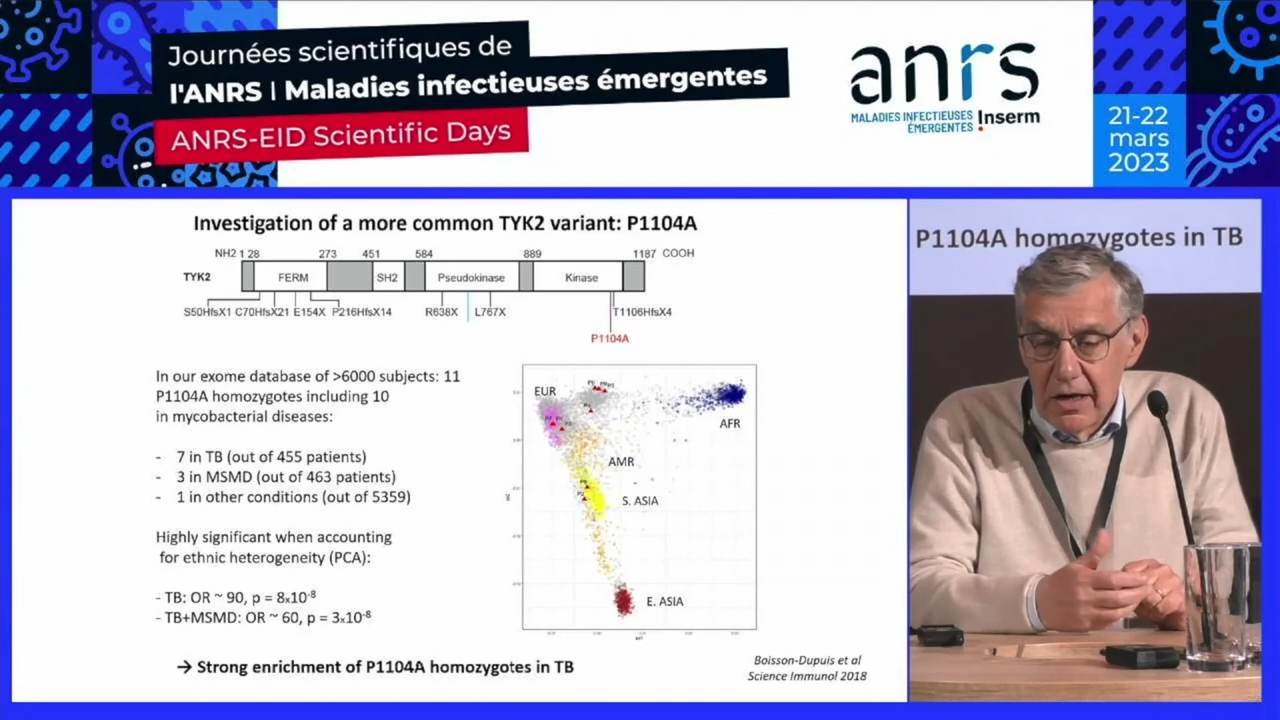 Journées scientifiques de
l'ANRS | Maladies infectieuses émergentes
ANRS-EID Scientific Days
anrs
MALADIES INFECTIEUSES
ÉMERGENTES Inserm
21-22
mars
2023
Investigation of a more common TYK2 variant: P1104A
NH2 1 28 273 451 584 889 1187 COOH
TYK2 FERM SH2 Pseudokinase Kinase
S50HfsX1 C70HfsX21 E154X P216HfsX14 R638X L767X T1106HfsX4
P1104A
In our exome database of >6000 subjects: 11
P1104A homozygotes including 10
in mycobacterial diseases:
- 7 in TB (out of 455 patients)
- 3 in MSMD (out of 463 patients)
- 1 in other conditions (out of 5359)
Highly significant when accounting
for ethnic heterogeneity (PCA):
- TB: OR ~ 90, p = 8x10-8
- TB+MSMD: OR ~ 60, p = 3x10-8
EUR
AFR
AMR
S. ASIA
E. ASIA
→ Strong enrichment of P1104A homozygotes in TB
Boisson-Dupuis et al
Science Immunol 2018
P1104A homozygotes in TB